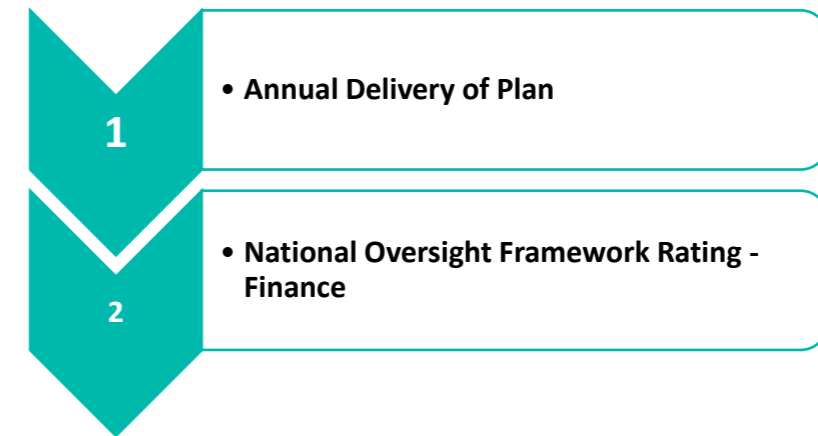 1
• Annual Delivery of Plan
2
• National Oversight Framework Rating -
Finance